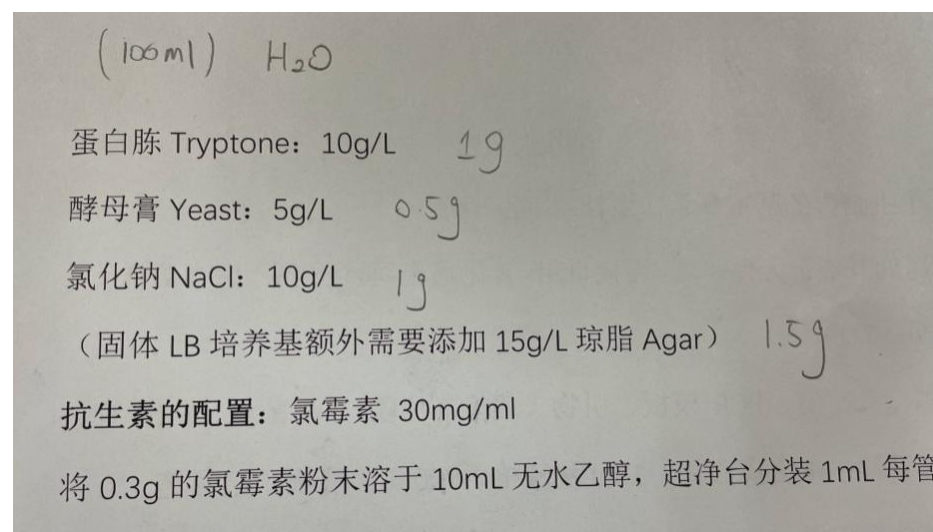 (100ml) H₂O
蛋白胨 Tryptone：10g/L 1g
酵母膏 Yeast：5g/L 0.5g
氯化钠 NaCl：10g/L 1g
（固体 LB 培养基额外需要添加 15g/L 琼脂 Agar） 1.5g
抗生素的配置：氯霉素 30mg/ml
将 0.3g 的氯霉素粉末溶于 10mL 无水乙醇，超净台分装 1mL 每管